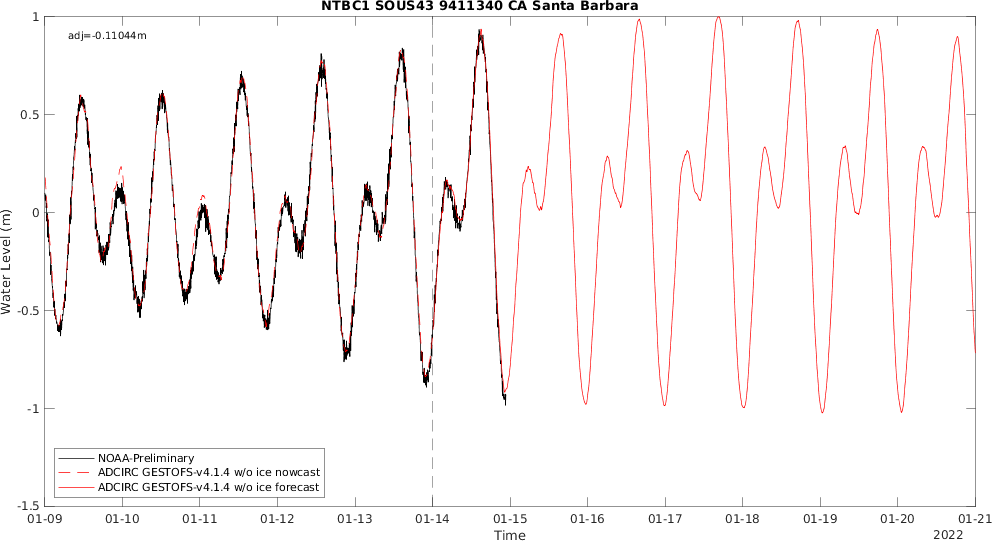 NTBC1 SOUS43 9411340 CA Santa Barbara
adj=-0.11044m
1
0.5
0
-0.5
-1
-1.5
Water Level (m)
NOAA-Preliminary
ADCIRC GESTOFS-v4.1.4 w/o ice nowcast
ADCIRC GESTOFS-v4.1.4 w/o ice forecast
01-09 01-10 01-11 01-12 01-13 01-14 01-15 01-16 01-17 01-18 01-19 01-20 01-21
Time
2022